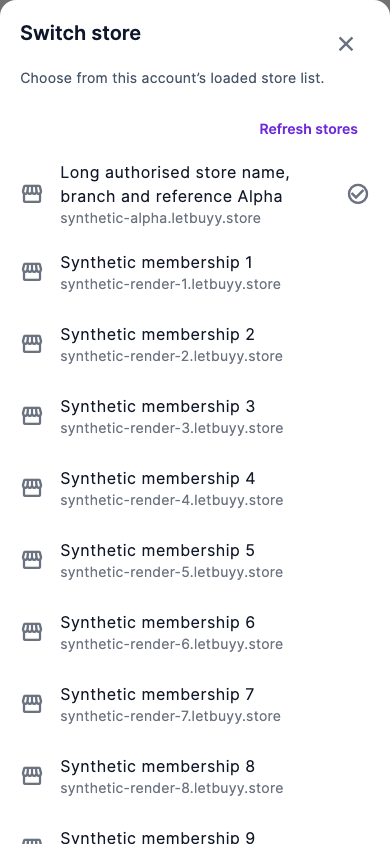 Switch store
Choose from this account’s loaded store list.
Refresh stores
Long authorised store name,
branch and reference Alpha
synthetic-alpha.letbuyy.store
Synthetic membership 1
synthetic-render-1.letbuyy.store
Synthetic membership 2
synthetic-render-2.letbuyy.store
Synthetic membership 3
synthetic-render-3.letbuyy.store
Synthetic membership 4
synthetic-render-4.letbuyy.store
Synthetic membership 5
synthetic-render-5.letbuyy.store
Synthetic membership 6
synthetic-render-6.letbuyy.store
Synthetic membership 7
synthetic-render-7.letbuyy.store
Synthetic membership 8
synthetic-render-8.letbuyy.store
Synthetic membership 9